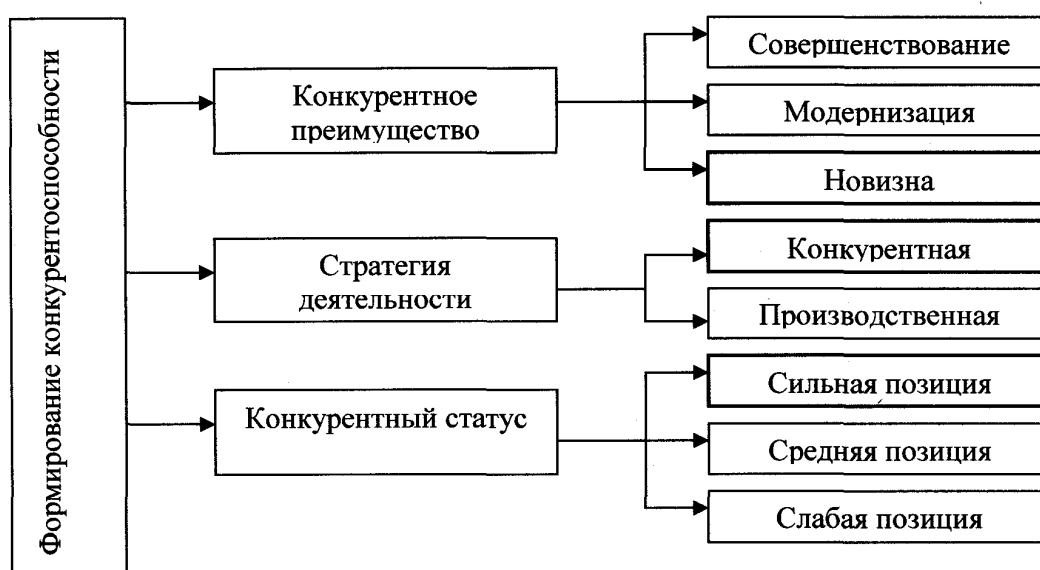 Формирование конкурентоспособности
Конкурентное
преимущество
Совершенствование
Модернизация
Новизна
Стратегия
деятельности
Конкурентная
Производственная
Конкурентный статус
Сильная позиция
Средняя позиция
Слабая позиция